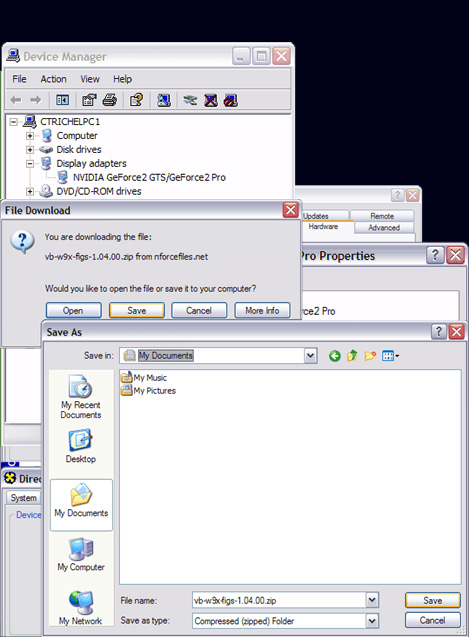 Device Manager
File Action View Help
CTRICHELPC1
Computer
Disk drives
Display adapters
NVIDIA GeForce2 GTS/GeForce2 Pro
DVD/CD-ROM drives
Updates Remote
Hardware Advanced
File Download
You are downloading the file:
vb-w9x-figs-1.04.00.zip from nforcefiles.net
Would you like to open the file or save it to your computer?
Open Save Cancel More Info
Pro Properties
ce2 Pro
Save As
Save in: My Documents
My Music
My Pictures
My Recent
Documents
Desktop
My Documents
My Computer
My Network
File name: vb-w9x-figs-1.04.00.zip Save
Save as type: Compressed (zipped) Folder Cancel
Direc
System
Device